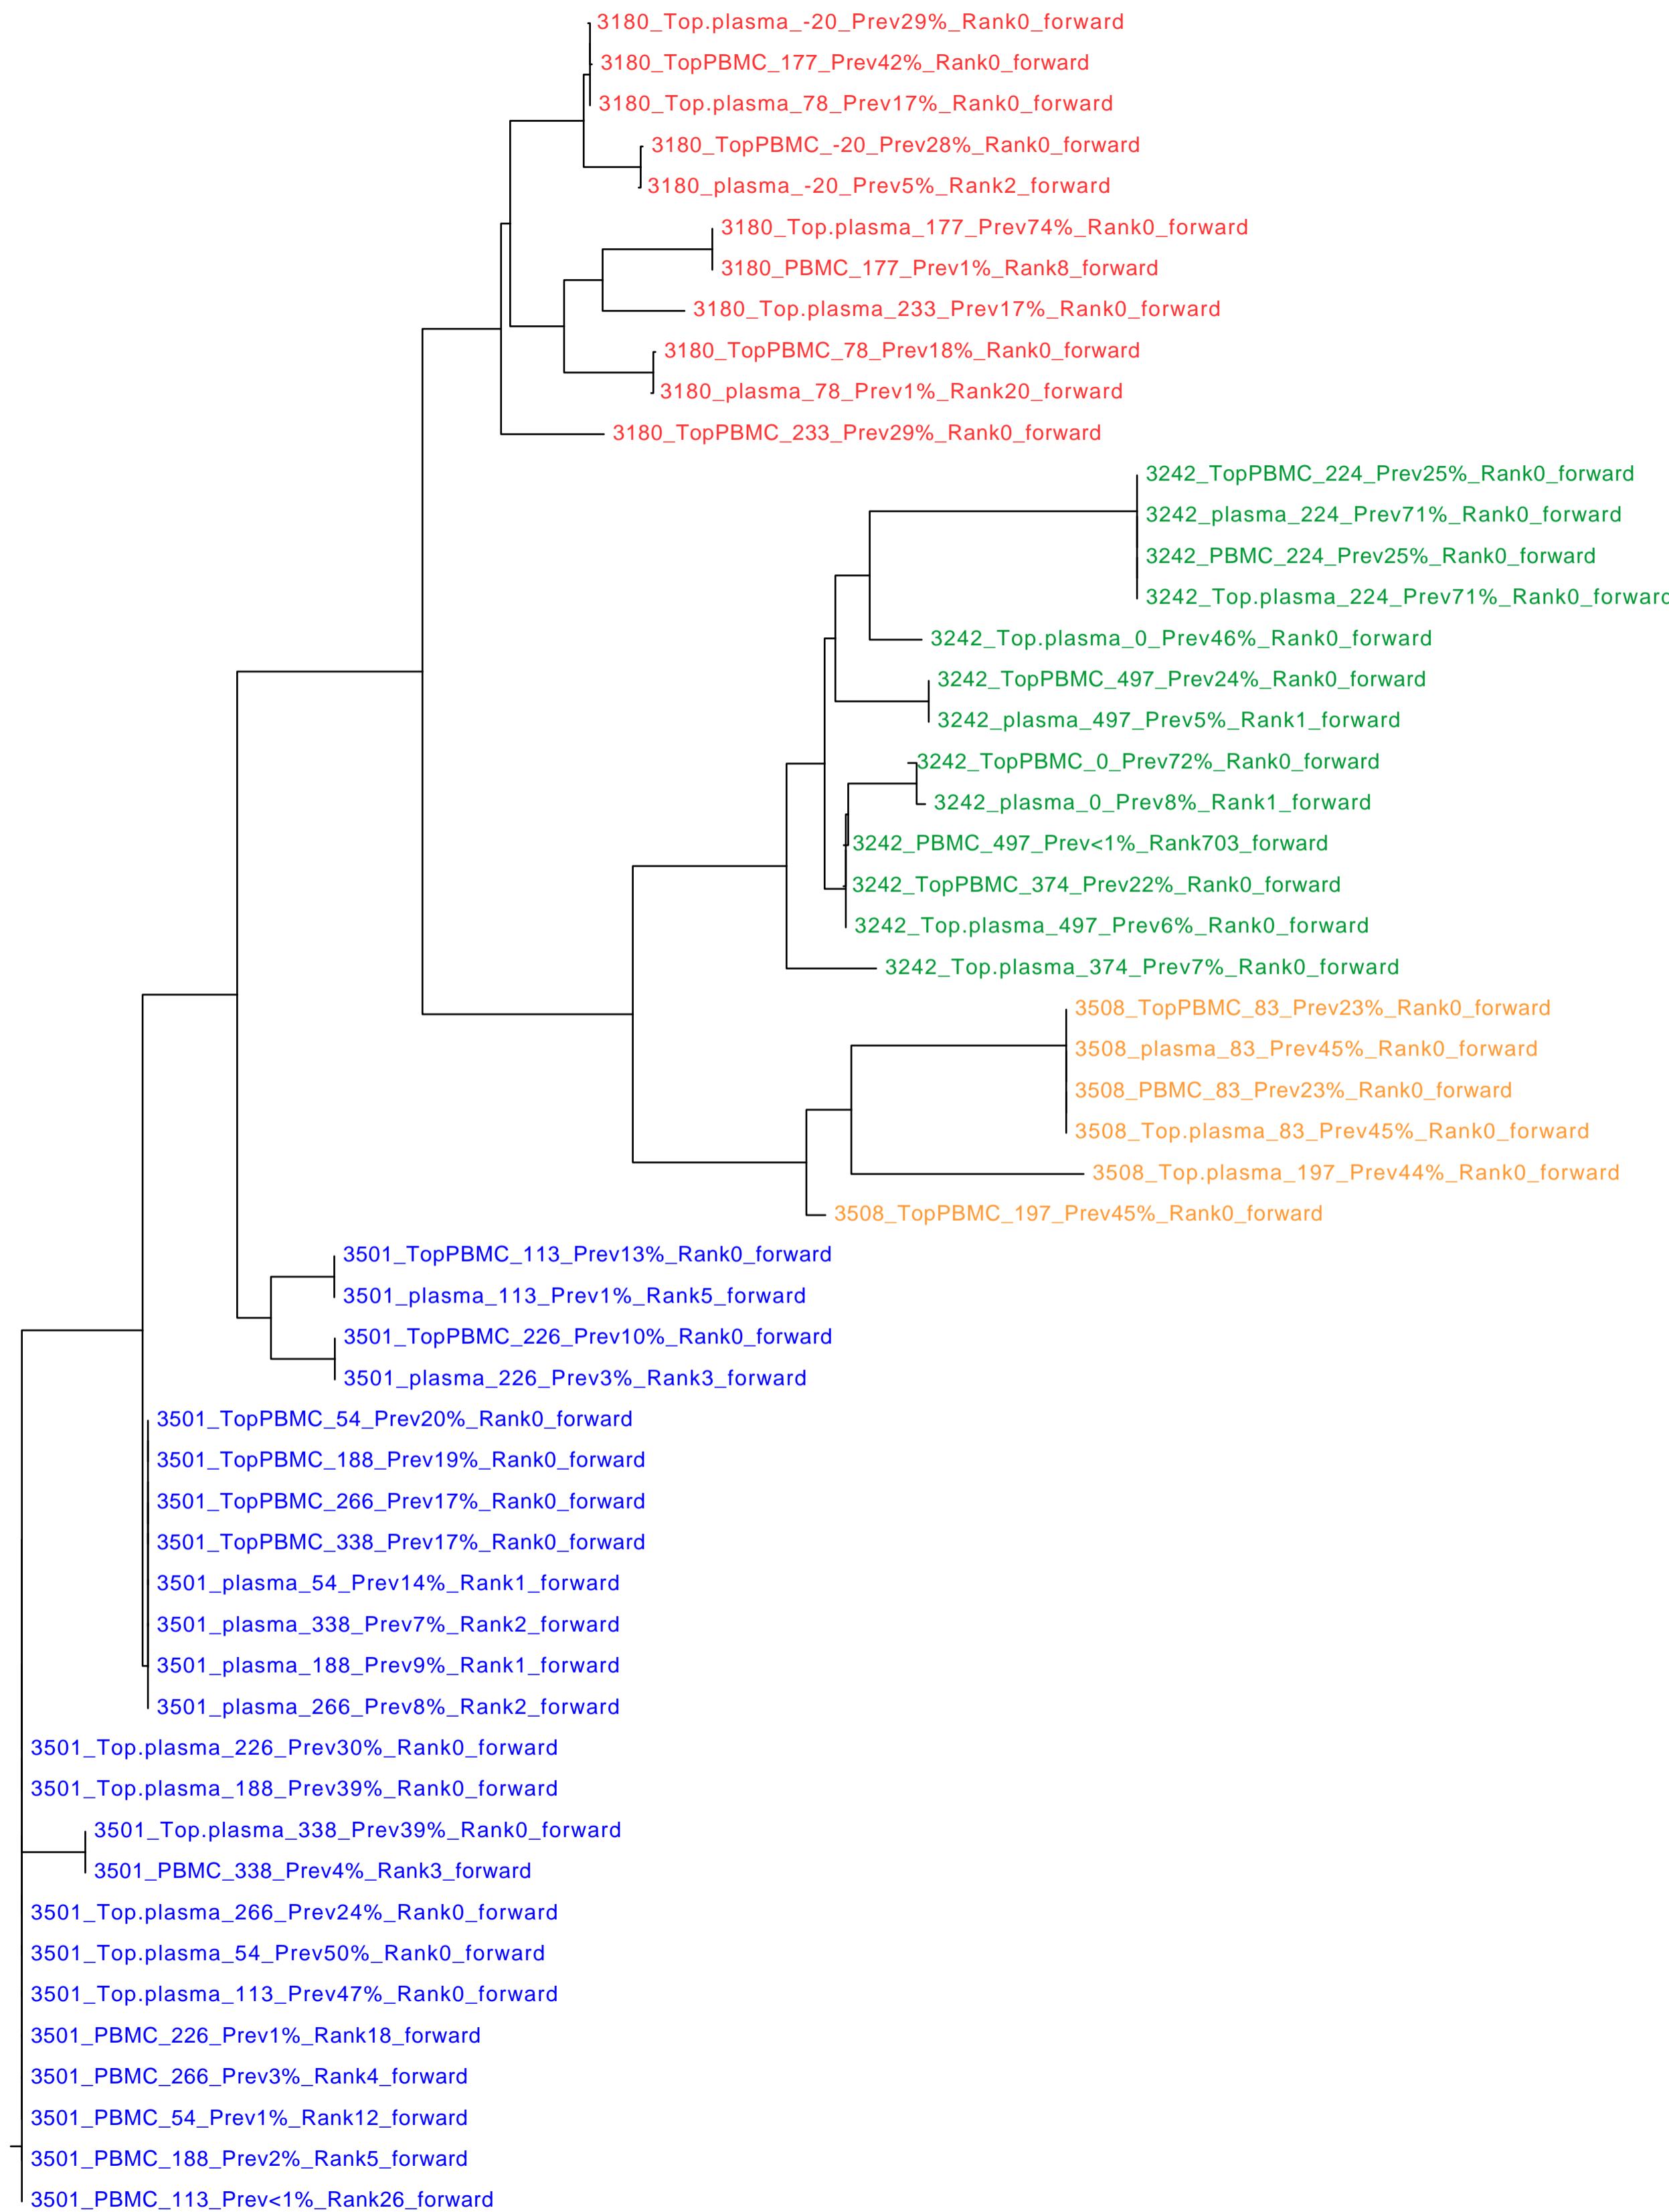 3180_Top.plasma_-20_Prev29%_Rank0_forward
3180_TopPBMC_177_Prev42%_Rank0_forward
3180_Top.plasma_78_Prev17%_Rank0_forward
3180_TopPBMC_-20_Prev28%_Rank0_forward
3180_plasma_-20_Prev5%_Rank2_forward
3180_Top.plasma_177_Prev74%_Rank0_forward
3180_PBMC_177_Prev1%_Rank8_forward
3180_Top.plasma_233_Prev17%_Rank0_forward
3180_TopPBMC_78_Prev18%_Rank0_forward
3180_plasma_78_Prev1%_Rank20_forward
3180_TopPBMC_233_Prev29%_Rank0_forward
3242_TopPBMC_224_Prev25%_Rank0_forward
3242_plasma_224_Prev71%_Rank0_forward
3242_PBMC_224_Prev25%_Rank0_forward
3242_Top.plasma_224_Prev71%_Rank0_forward
3242_Top.plasma_0_Prev46%_Rank0_forward
3242_TopPBMC_497_Prev24%_Rank0_forward
3242_plasma_497_Prev5%_Rank1_forward
3242_TopPBMC_0_Prev72%_Rank0_forward
3242_plasma_0_Prev8%_Rank1_forward
3242_PBMC_497_Prev<1%_Rank703_forward
3242_TopPBMC_374_Prev22%_Rank0_forward
3242_Top.plasma_497_Prev6%_Rank0_forward
3242_Top.plasma_374_Prev7%_Rank0_forward
3508_TopPBMC_83_Prev23%_Rank0_forward
3508_plasma_83_Prev45%_Rank0_forward
3508_PBMC_83_Prev23%_Rank0_forward
3508_Top.plasma_83_Prev45%_Rank0_forward
3508_Top.plasma_197_Prev44%_Rank0_forward
3508_TopPBMC_197_Prev45%_Rank0_forward
3501_TopPBMC_113_Prev13%_Rank0_forward
3501_plasma_113_Prev1%_Rank5_forward
3501_TopPBMC_226_Prev10%_Rank0_forward
3501_plasma_226_Prev3%_Rank3_forward
3501_TopPBMC_54_Prev20%_Rank0_forward
3501_TopPBMC_188_Prev19%_Rank0_forward
3501_TopPBMC_266_Prev17%_Rank0_forward
3501_TopPBMC_338_Prev17%_Rank0_forward
3501_plasma_54_Prev14%_Rank1_forward
3501_plasma_338_Prev7%_Rank2_forward
3501_plasma_188_Prev9%_Rank1_forward
3501_plasma_266_Prev8%_Rank2_forward
3501_Top.plasma_226_Prev30%_Rank0_forward
3501_Top.plasma_188_Prev39%_Rank0_forward
3501_Top.plasma_338_Prev39%_Rank0_forward
3501_PBMC_338_Prev4%_Rank3_forward
3501_Top.plasma_266_Prev24%_Rank0_forward
3501_Top.plasma_54_Prev50%_Rank0_forward
3501_Top.plasma_113_Prev47%_Rank0_forward
3501_PBMC_226_Prev1%_Rank18_forward
3501_PBMC_266_Prev3%_Rank4_forward
3501_PBMC_54_Prev1%_Rank12_forward
3501_PBMC_188_Prev2%_Rank5_forward
3501_PBMC_113_Prev<1%_Rank26_forward